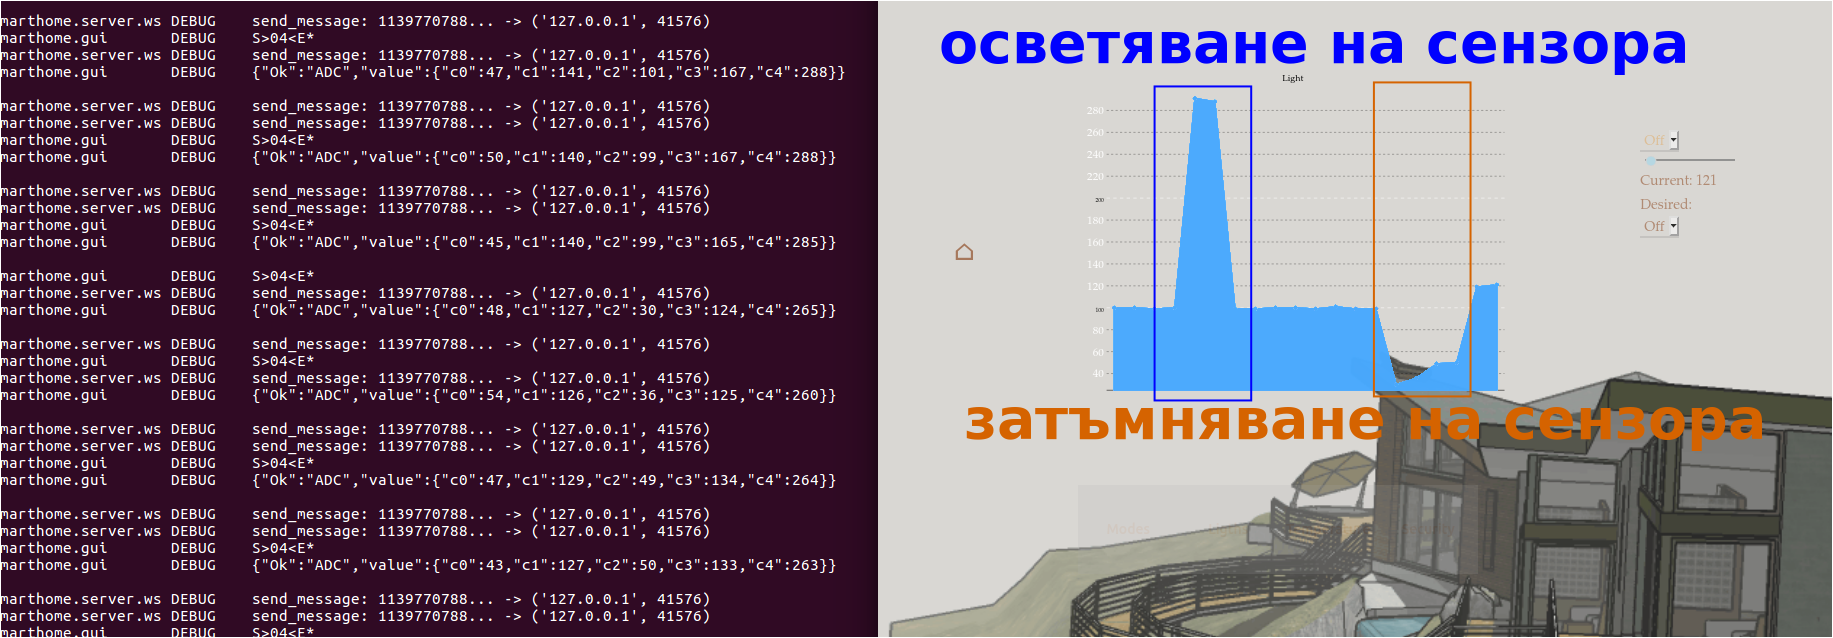 marthome.server.ws DEBUG send_message: 1139770788... -> ('127.0.0.1', 41576)
marthome.gui DEBUG S>04<E*
marthome.server.ws DEBUG send_message: 1139770788... -> ('127.0.0.1', 41576)
marthome.gui DEBUG {"Ok":"ADC","value":{"c0":47,"c1":141,"c2":101,"c3":167,"c4":288}}
marthome.server.ws DEBUG send_message: 1139770788... -> ('127.0.0.1', 41576)
marthome.server.ws DEBUG send_message: 1139770788... -> ('127.0.0.1', 41576)
marthome.gui DEBUG S>04<E*
marthome.gui DEBUG {"Ok":"ADC","value":{"c0":50,"c1":140,"c2":99,"c3":167,"c4":288}}
marthome.server.ws DEBUG send_message: 1139770788... -> ('127.0.0.1', 41576)
marthome.server.ws DEBUG send_message: 1139770788... -> ('127.0.0.1', 41576)
marthome.gui DEBUG S>04<E*
marthome.gui DEBUG {"Ok":"ADC","value":{"c0":45,"c1":140,"c2":99,"c3":165,"c4":285}}
marthome.gui DEBUG S>04<E*
marthome.server.ws DEBUG send_message: 1139770788... -> ('127.0.0.1', 41576)
marthome.gui DEBUG {"Ok":"ADC","value":{"c0":48,"c1":127,"c2":30,"c3":124,"c4":265}}
marthome.server.ws DEBUG send_message: 1139770788... -> ('127.0.0.1', 41576)
marthome.gui DEBUG S>04<E*
marthome.server.ws DEBUG send_message: 1139770788... -> ('127.0.0.1', 41576)
marthome.gui DEBUG {"Ok":"ADC","value":{"c0":54,"c1":126,"c2":36,"c3":125,"c4":260}}
marthome.server.ws DEBUG send_message: 1139770788... -> ('127.0.0.1', 41576)
marthome.server.ws DEBUG send_message: 1139770788... -> ('127.0.0.1', 41576)
marthome.gui DEBUG S>04<E*
marthome.gui DEBUG {"Ok":"ADC","value":{"c0":47,"c1":129,"c2":49,"c3":134,"c4":264}}
marthome.server.ws DEBUG send_message: 1139770788... -> ('127.0.0.1', 41576)
marthome.server.ws DEBUG send_message: 1139770788... -> ('127.0.0.1', 41576)
marthome.gui DEBUG S>04<E*
marthome.gui DEBUG {"Ok":"ADC","value":{"c0":43,"c1":127,"c2":50,"c3":133,"c4":263}}
marthome.server.ws DEBUG send_message: 1139770788... -> ('127.0.0.1', 41576)
marthome.server.ws DEBUG send_message: 1139770788... -> ('127.0.0.1', 41576)
marthome.gui DEBUG S>04<E*
осветяване на сензора
Light
280
260
240
220
200
180
160
140
120
100
80
60
40
Off
Current: 121
Desired:
Off
затъмняване на сензора
Modes